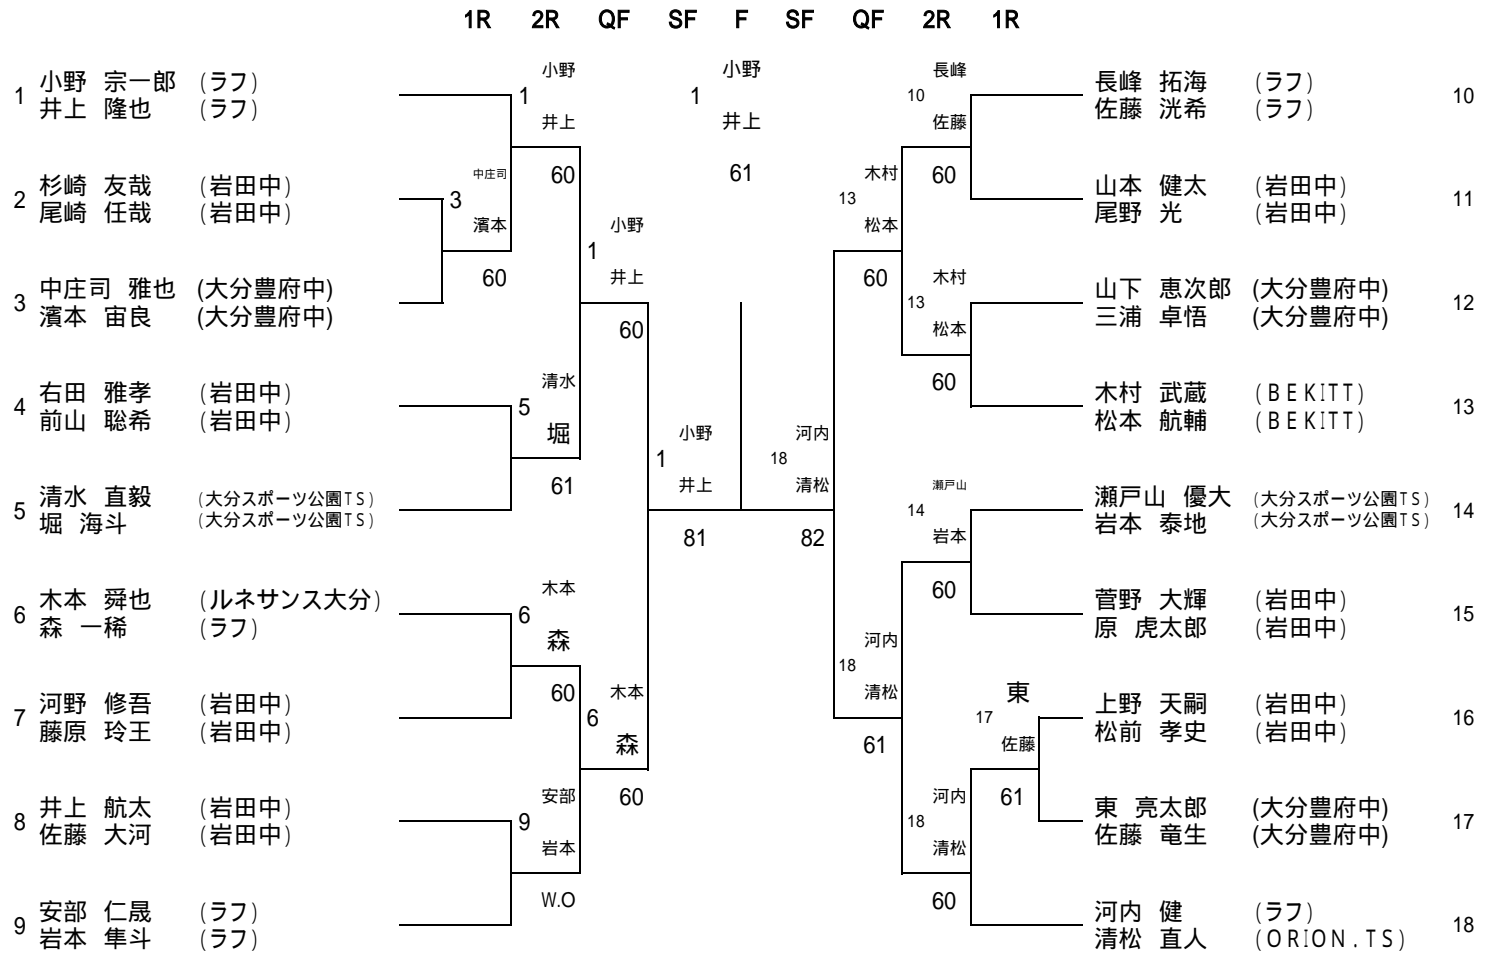 1R 2R QF SF F SF QF 2R 1R
1 小野 宗一郎 (ラフ)
井上 隆也 (ラフ)
2 杉崎 友哉 (岩田中)
尾崎 任哉 (岩田中)
3 中庄司 雅也 (大分豊府中)
濱本 宙良 (大分豊府中)
4 右田 雅孝 (岩田中)
前山 聡希 (岩田中)
5 清水 直毅 (大分スポーツ公園TS)
堀 海斗 (大分スポーツ公園TS)
6 木本 舜也 (ルネサンス大分)
森 一稀 (ラフ)
7 河野 修吾 (岩田中)
藤原 玲王 (岩田中)
8 井上 航太 (岩田中)
佐藤 大河 (岩田中)
9 安部 仁晟 (ラフ)
岩本 隼斗 (ラフ)
3 中庄司
濱本
60
1 小野
井上
60
5 清水
堀
61
6 木本
森
60
9 安部
岩本
W.O
1 小野
井上
60
6 木本
森
60
1 小野
井上
81
1 小野
井上
61
18 河内
清松
82
13 木村
松本
60
18 河内
清松
61
10 長峰
佐藤
60
13 木村
松本
60
14 瀬戸山
岩本
60
18 河内
清松
60
17 東
佐藤
61
長峰 拓海 (ラフ) 10
佐藤 洸希 (ラフ)
山本 健太 (岩田中) 11
尾野 光 (岩田中)
山下 恵次郎 (大分豊府中) 12
三浦 卓悟 (大分豊府中)
木村 武蔵 (BEKITT) 13
松本 航輔 (BEKITT)
瀬戸山 優大 (大分スポーツ公園TS) 14
岩本 泰地 (大分スポーツ公園TS)
菅野 大輝 (岩田中) 15
原 虎太郎 (岩田中)
上野 天嗣 (岩田中) 16
松前 孝史 (岩田中)
東 亮太郎 (大分豊府中) 17
佐藤 竜生 (大分豊府中)
河内 健 (ラフ) 18
清松 直人 (ORION.TS)